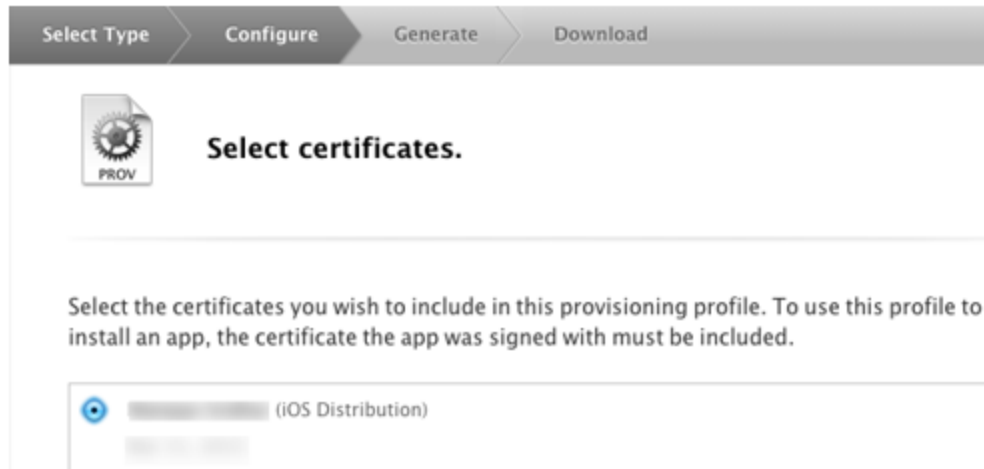 Select Type
Configure
Generate
Download
PROV
Select certificates.
Select the certificates you wish to include in this provisioning profile. To use this profile to
install an app, the certificate the app was signed with must be included.
(iOS Distribution)